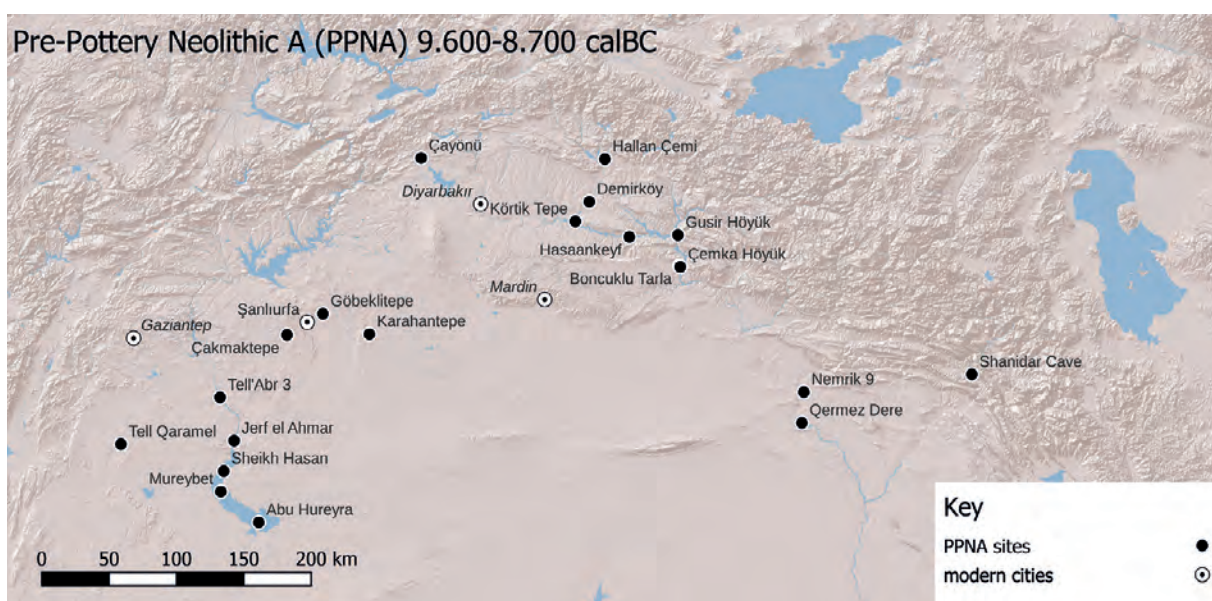 Pre-Pottery Neolithic A (PPNA) 9.600-8.700 calBC
Çayönü
Hallan Çemi
Diyarbakır
Demirköy
Körtik Tepe
Gusir Höyük
Hasaankeyf
Çemka Höyük
Boncuklu Tarla
Mardin
Göbeklitepe
Şanlıurfa
Karahantepe
Gazıantep
Çakmaktepe
Shanidar Cave
Nemrik 9
Tell'Abr 3
Qermez Dere
Jerf el Ahmar
Tell Qaramel
Sheikh Hasan
Mureybet
Abu Hureyra
0 50 100 150 200 km
Key
PPNA sites
modern cities